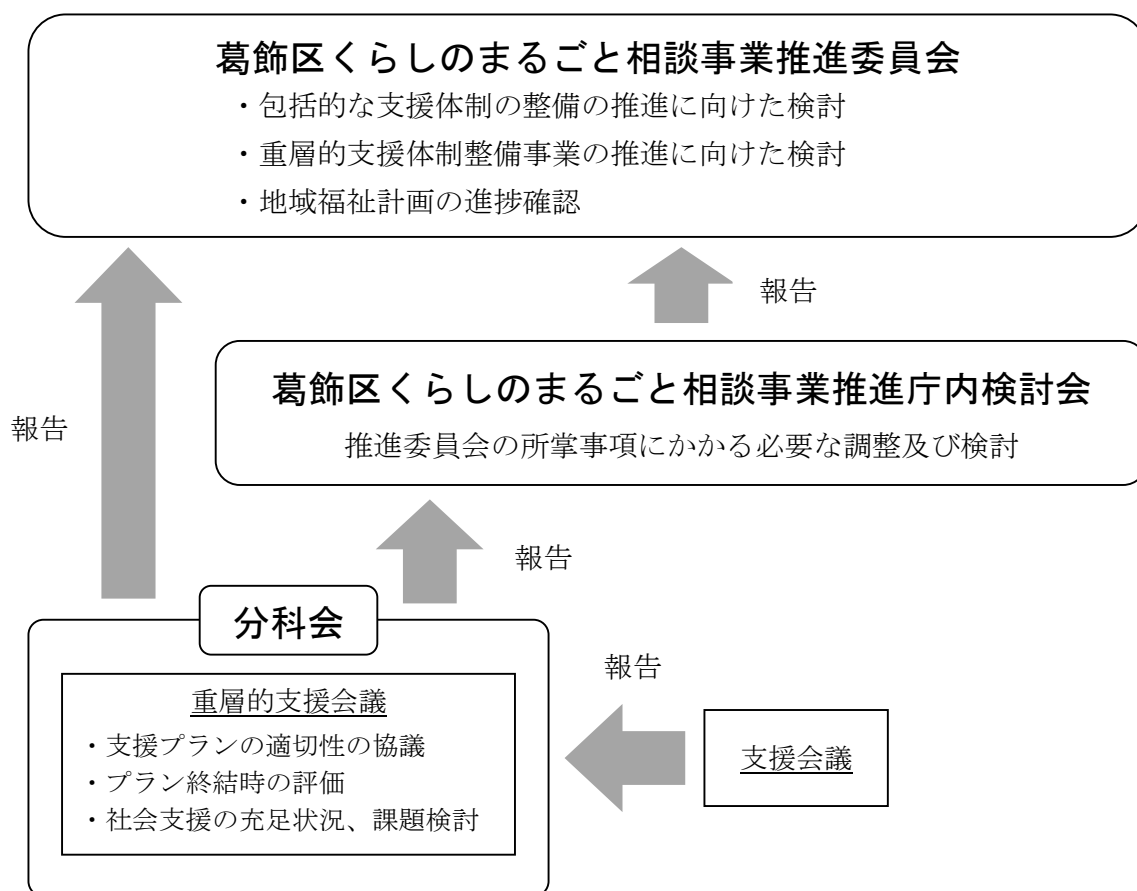 葛飾区くらしのまるごと相談事業推進委員会
・包括的な支援体制の整備の推進に向けた検討
・重層的支援体制整備事業の推進に向けた検討
・地域福祉計画の進捗確認
報告
葛飾区くらしのまるごと相談事業推進庁内検討会
推進委員会の所掌事項にかかる必要な調整及び検討
報告
報告
分科会
重層的支援会議
・支援プランの適切性の協議
・プラン終結時の評価
・社会支援の充足状況、課題検討
報告
支援会議